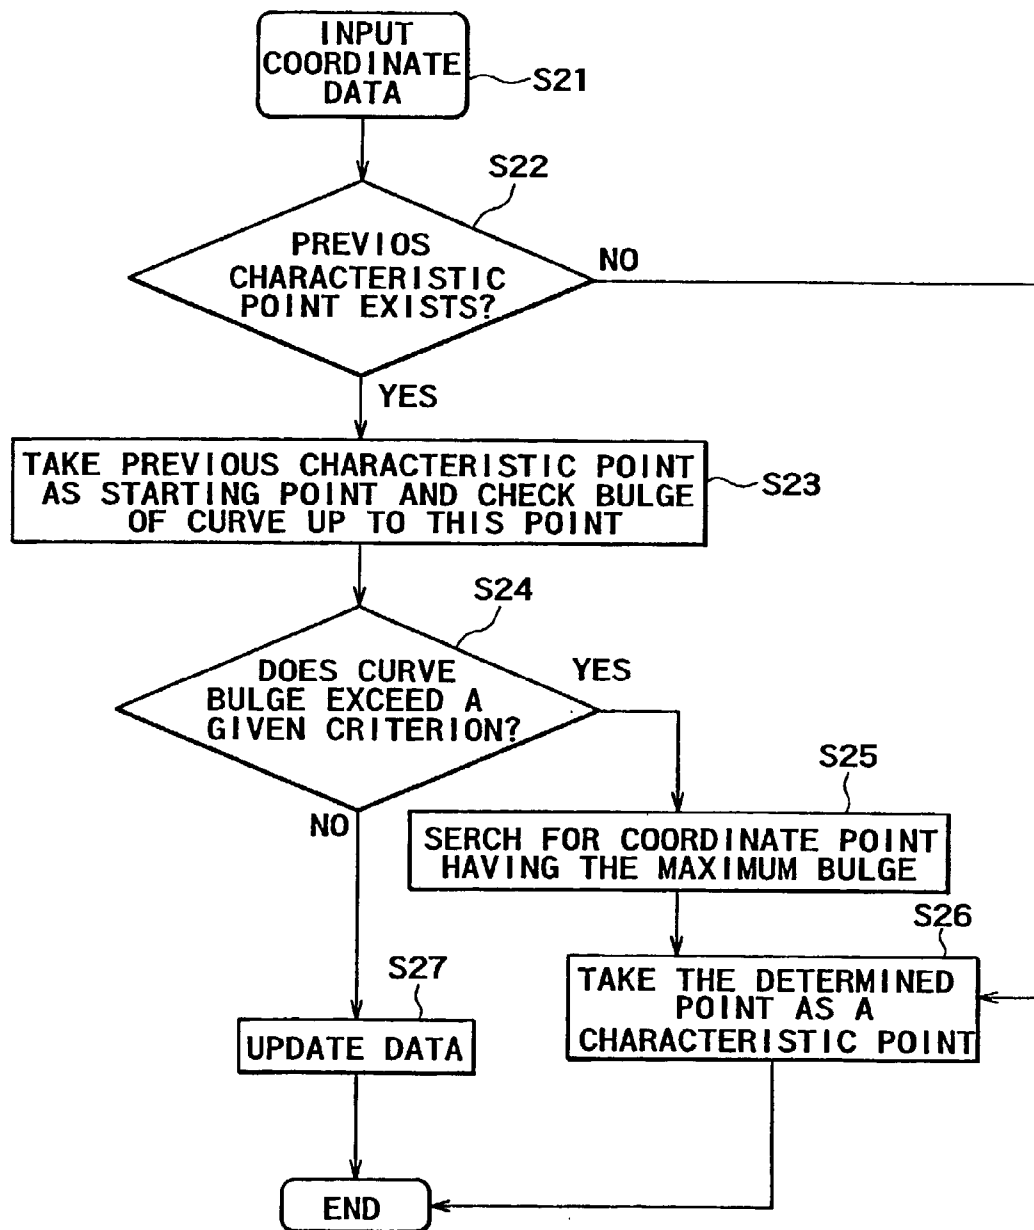 INPUT
COORDINATE
DATA
S21
S22
PREVIOS
CHARACTERISTIC
POINT EXISTS?
NO
YES
TAKE PREVIOUS CHARACTERISTIC POINT
AS STARTING POINT AND CHECK BULGE
OF CURVE UP TO THIS POINT
S23
S24
DOES CURVE
BULGE EXCEED A
GIVEN CRITERION?
YES
NO
S25
SERCH FOR COORDINATE POINT
HAVING THE MAXIMUM BULGE
S26
TAKE THE DETERMINED
POINT AS A
CHARACTERISTIC POINT
S27
UPDATE DATA
END